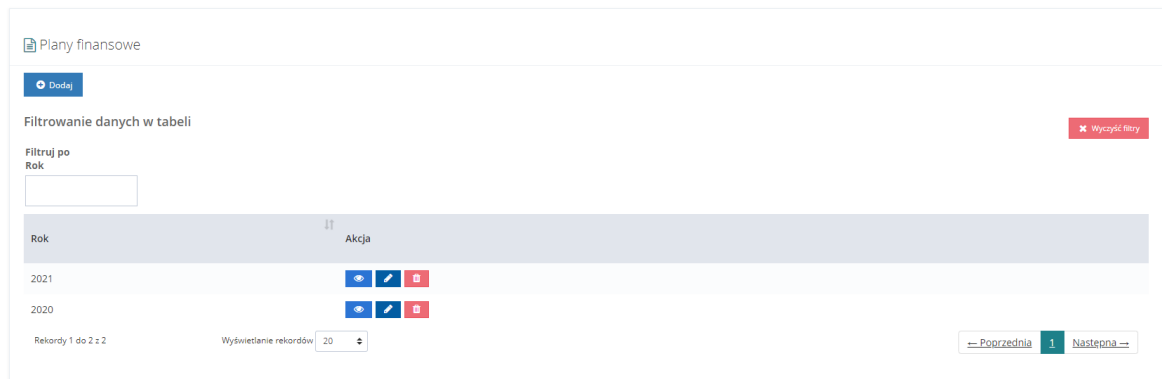 Plany finansowe
Dodaj
Filtrowanie danych w tabeli
Wyczyść filtry
Filtruj po
Rok
Rok Akcja
2021
2020
Rekordy 1 do 2 z 2 Wyświetlanie rekordów 20 ← Poprzednia 1 Następna →